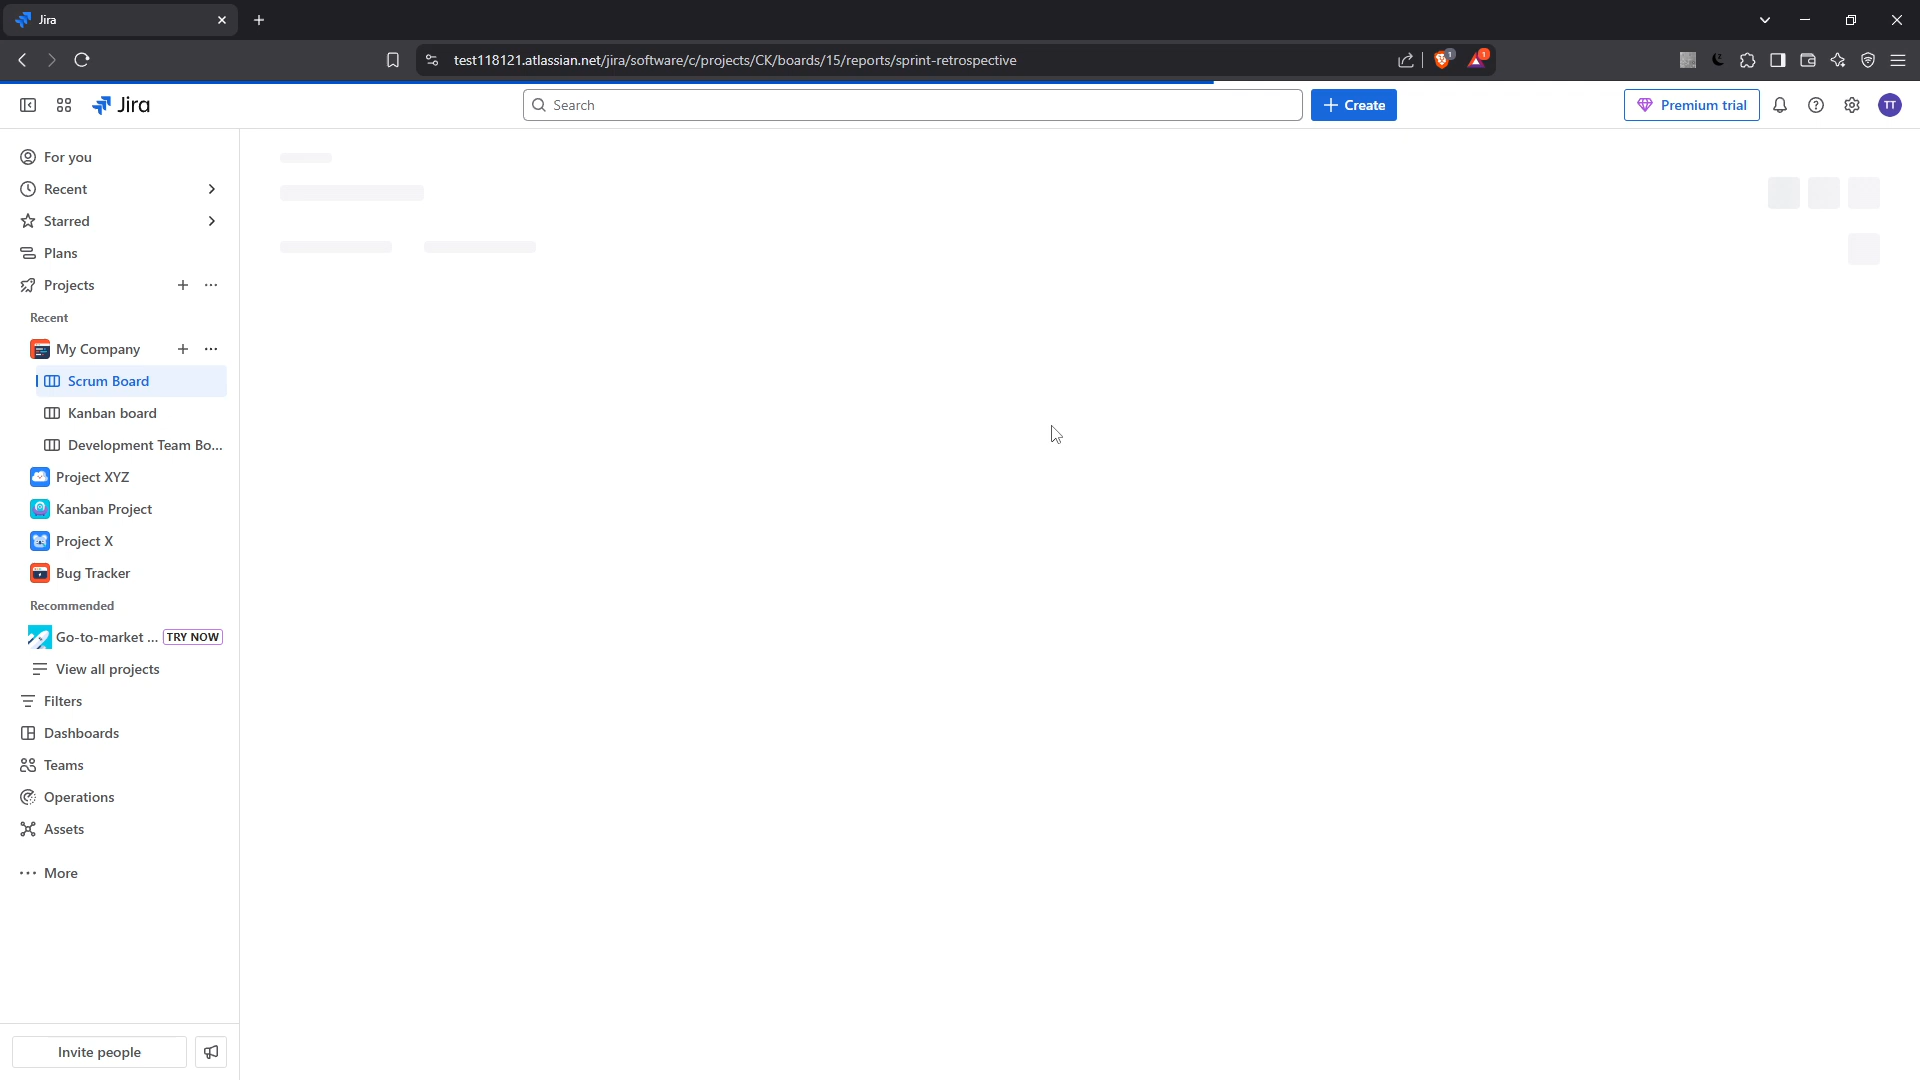 Jira
test118121.atlassian.net/jira/software/c/projects/CK/boards/15/reports/sprint-retrospective
1
1
Jira
Search
Create
Premium trial
TT
For you
Recent
Starred
Plans
Projects
Recent
My Company
Scrum Board
Kanban board
Development Team Bo...
Project XYZ
Kanban Project
Project X
Bug Tracker
Recommended
Go-to-market ... TRY NOW
View all projects
Filters
Dashboards
Teams
Operations
Assets
More
Invite people